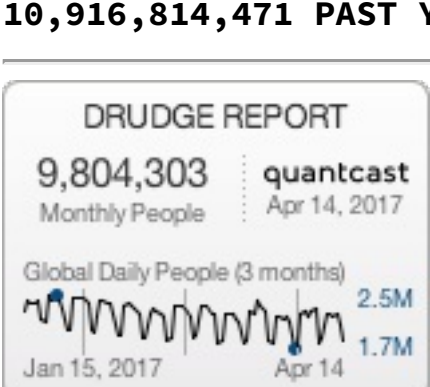 10,916,814,471 PAST
DRUDGE REPORT
9,804,303
Monthly People
quantcast
Apr 14, 2017
Global Daily People (3 months)
2.5M
1.7M
Jan 15, 2017
Apr 14